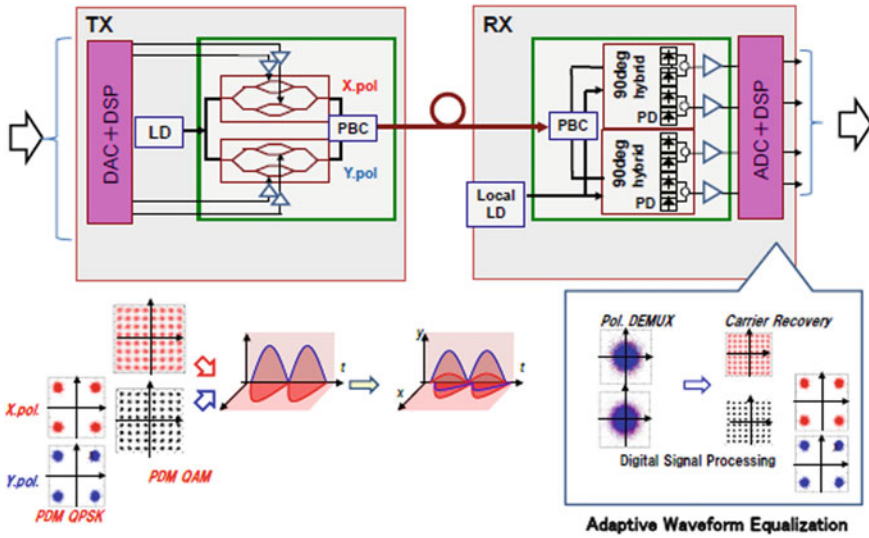 TX
DAC+DSP
LD
X.pol
Y.pol
PBC
RX
PBC
Local
LD
90deg
hybrid
PD
90deg
hybrid
PD
ADC+DSP
X.pol.
Y.pol.
PDM QPSK
PDM QAM
t
y
x
t
Pol. DEMUX
Carrier Recovery
Digital Signal Processing
Adaptive Waveform Equalization